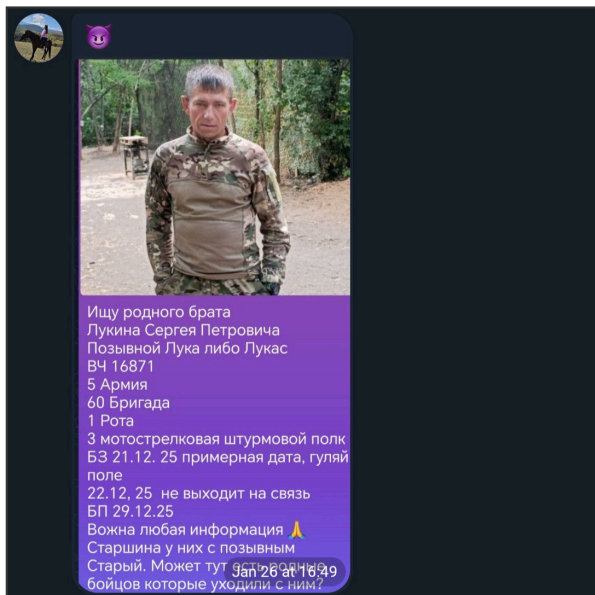 Ищу родного брата
Лукина Сергея Петровича
Позывной Лука либо Лукас
ВЧ 16871
5 Армия
60 Бригада
1 Рота
3 мотострелковая штурмовой полк
БЗ 21.12. 25 примерная дата, гуляй
поле
22.12, 25 не выходит на связь
БП 29.12.25
Вожна любая информация 🙏
Старшина у них с позывным
Старый. Может тут есть родные
бойцов которые уходили с ним?
Jan 26 at 16:49